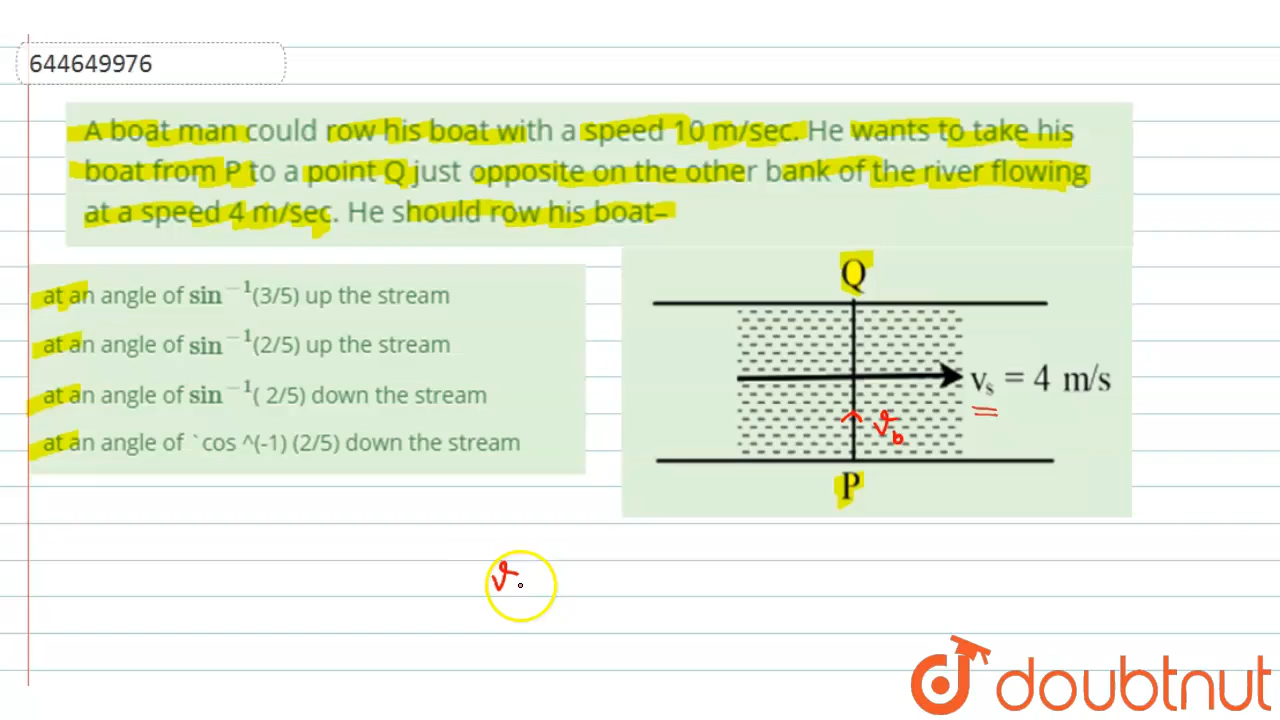 644649976
A boat man could row his boat with a speed 10 m/sec. He wants to take his
boat from P to a point Q just opposite on the other bank of the river flowing
at a speed 4 m/sec. He should row his boat–
at an angle of sin⁻¹(3/5) up the stream
at an angle of sin⁻¹(2/5) up the stream
at an angle of sin⁻¹( 2/5) down the stream
at an angle of `cos ^(-1) (2/5) down the stream
Q
vₛ = 4 m/s
v_b
P
v
doubtnut